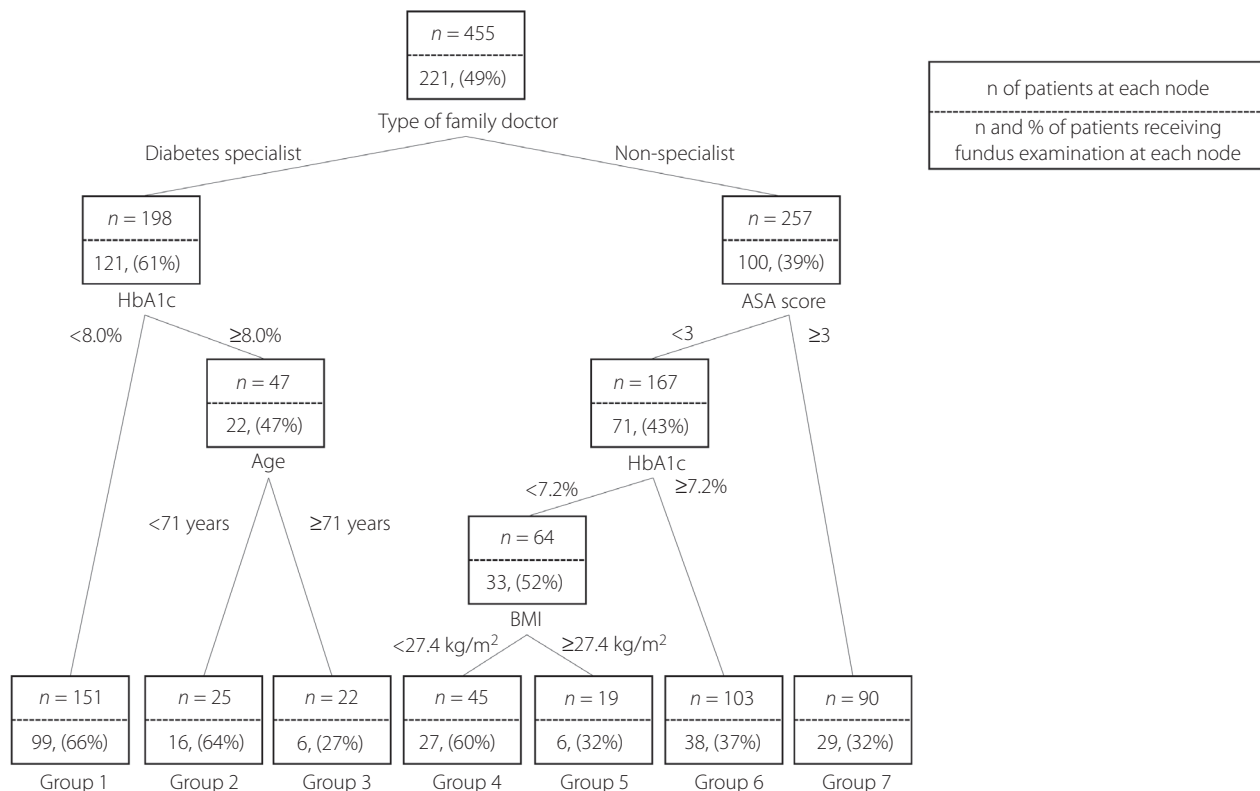 n = 455
221, (49%)
Type of family doctor
n of patients at each node
n and % of patients receiving
fundus examination at each node
Diabetes specialist
Non-specialist
n = 198
121, (61%)
HbA1c
n = 257
100, (39%)
ASA score
<8.0%
≥8.0%
<3
≥3
n = 47
22, (47%)
Age
n = 167
71, (43%)
HbA1c
<71 years
≥71 years
<7.2%
≥7.2%
n = 64
33, (52%)
BMI
<27.4 kg/m²
≥27.4 kg/m²
n = 151
99, (66%)
Group 1
n = 25
16, (64%)
Group 2
n = 22
6, (27%)
Group 3
n = 45
27, (60%)
Group 4
n = 19
6, (32%)
Group 5
n = 103
38, (37%)
Group 6
n = 90
29, (32%)
Group 7